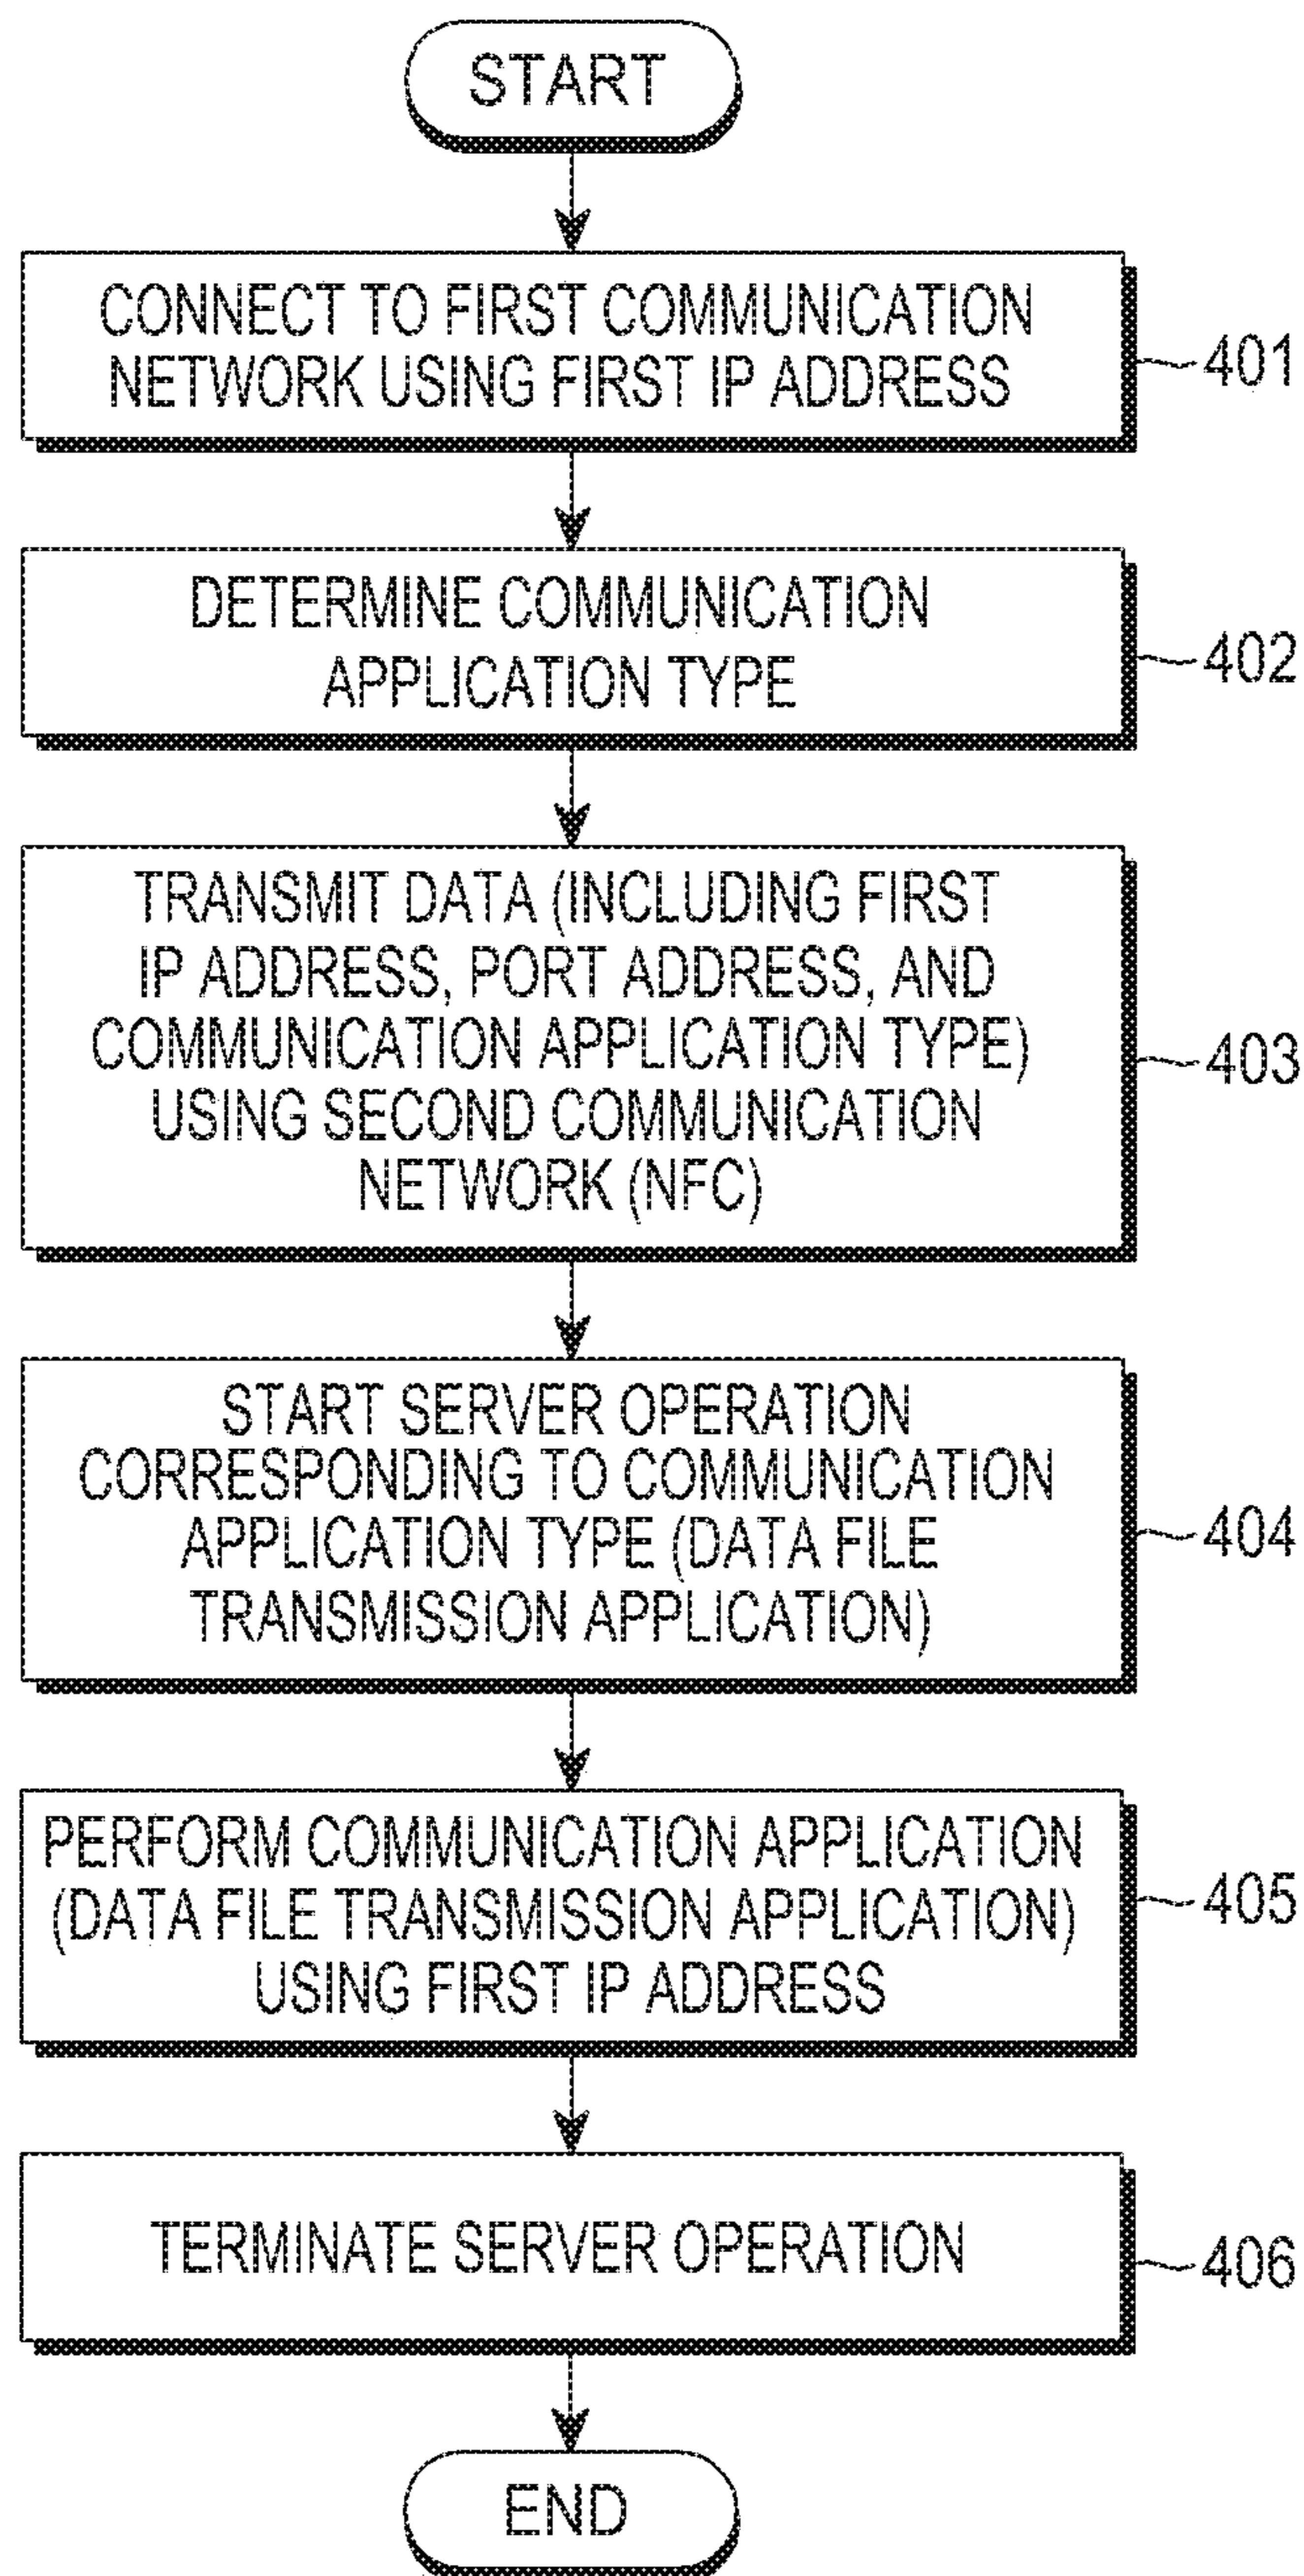 START
CONNECT TO FIRST COMMUNICATION
NETWORK USING FIRST IP ADDRESS
401
DETERMINE COMMUNICATION
APPLICATION TYPE
402
TRANSMIT DATA (INCLUDING FIRST
IP ADDRESS, PORT ADDRESS, AND
COMMUNICATION APPLICATION TYPE)
USING SECOND COMMUNICATION
NETWORK (NFC)
403
START SERVER OPERATION
CORRESPONDING TO COMMUNICATION
APPLICATION TYPE (DATA FILE
TRANSMISSION APPLICATION)
404
PERFORM COMMUNICATION APPLICATION
(DATA FILE TRANSMISSION APPLICATION)
USING FIRST IP ADDRESS
405
TERMINATE SERVER OPERATION
406
END